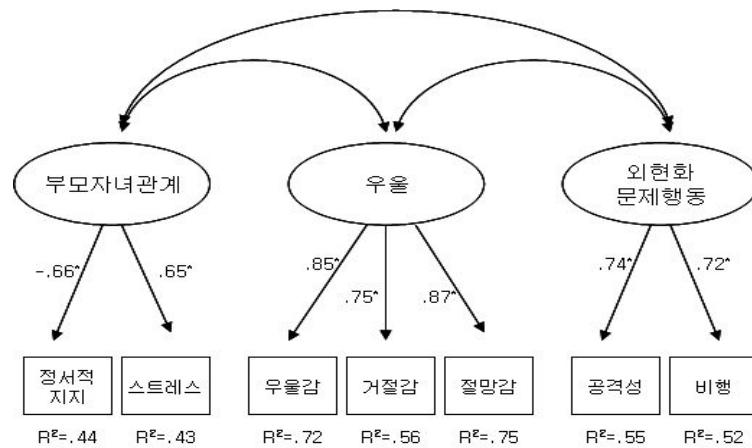 부모자녀관계
우울
외현화
문제행동
-.66*
.65*
.85*
.75*
.87*
.74*
.72*
정서적
지지
스트레스
우울감
거절감
절망감
공격성
비행
R²=.44
R²=.43
R²=.72
R²=.56
R²=.75
R²=.55
R²=.52